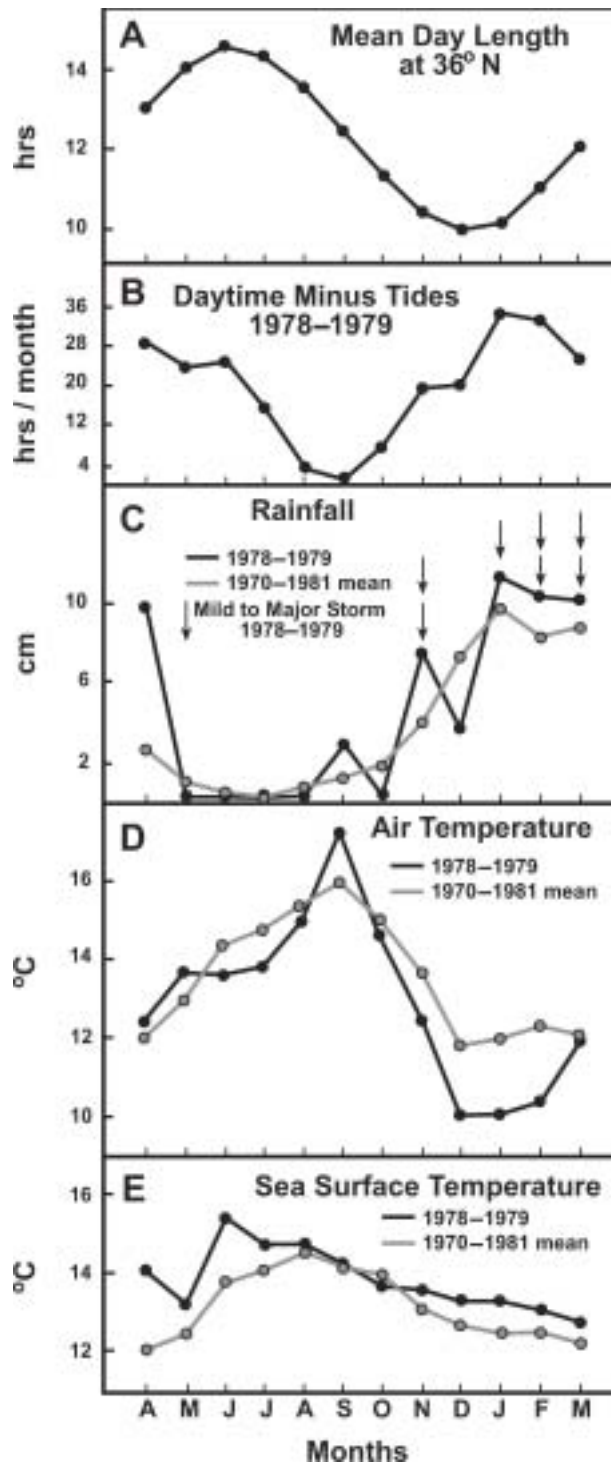 A
Mean Day Length
at 36° N
hrs
14
12
10
B
Daytime Minus Tides
1978–1979
hrs / month
36
28
20
12
4
C
Rainfall
1978–1979
1970–1981 mean
Mild to Major Storm
1978–1979
cm
10
6
2
D
Air Temperature
1978–1979
1970–1981 mean
°C
16
14
12
10
E
Sea Surface Temperature
1978–1979
1970–1981 mean
°C
16
14
12
A M J J A S O N D J F M
Months